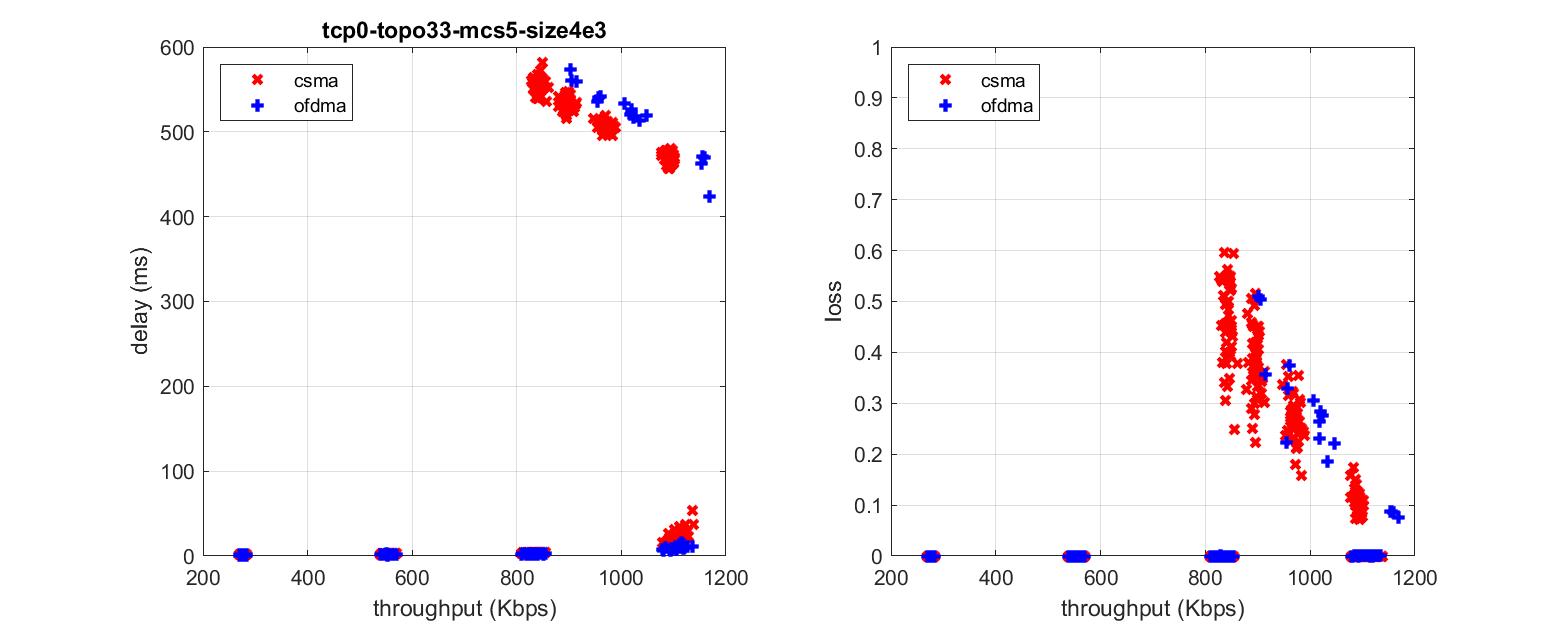 tcp0-topo33-mcs5-size4e3
csma
ofdma
delay (ms)
600
500
400
300
200
100
0
200 400 600 800 1000 1200
throughput (Kbps)
csma
ofdma
loss
1
0.9
0.8
0.7
0.6
0.5
0.4
0.3
0.2
0.1
0
200 400 600 800 1000 1200
throughput (Kbps)